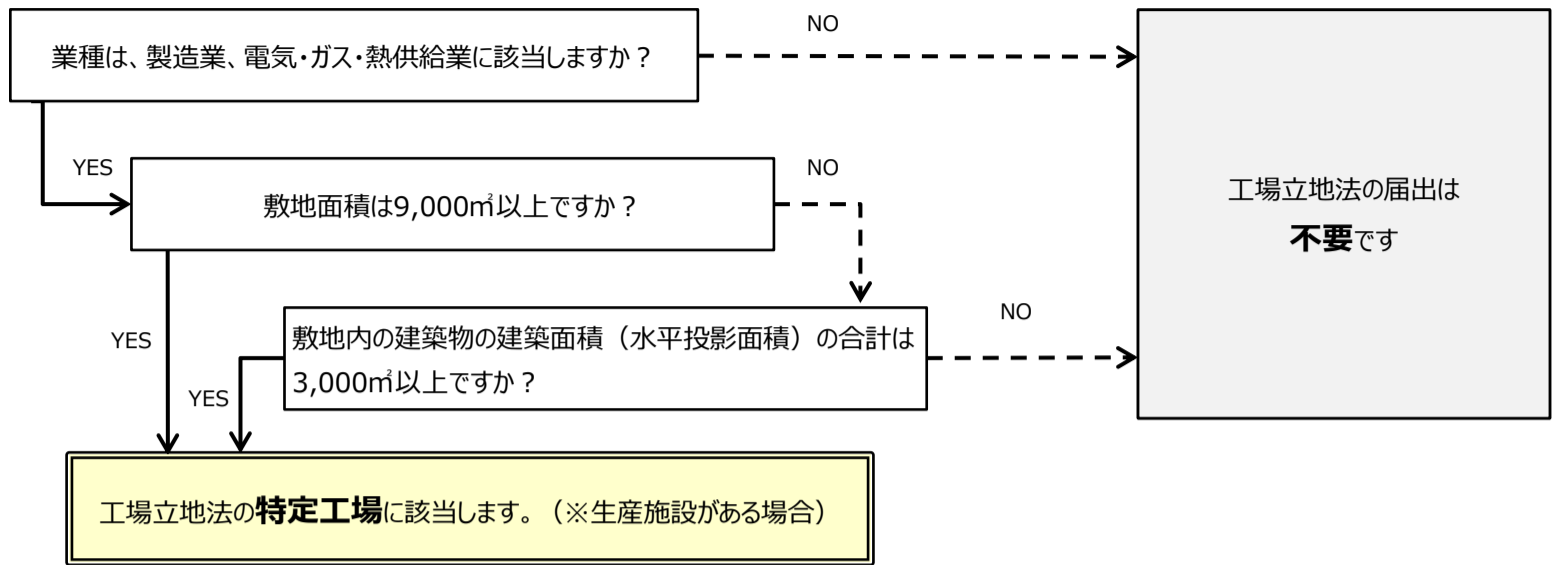 業種は、製造業、電気・ガス・熱供給業に該当しますか？
NO
YES
敷地面積は9,000㎡以上ですか？
NO
工場立地法の届出は
不要です
YES
敷地内の建築物の建築面積（水平投影面積）の合計は
3,000㎡以上ですか？
NO
YES
工場立地法の特定工場に該当します。（※生産施設がある場合）